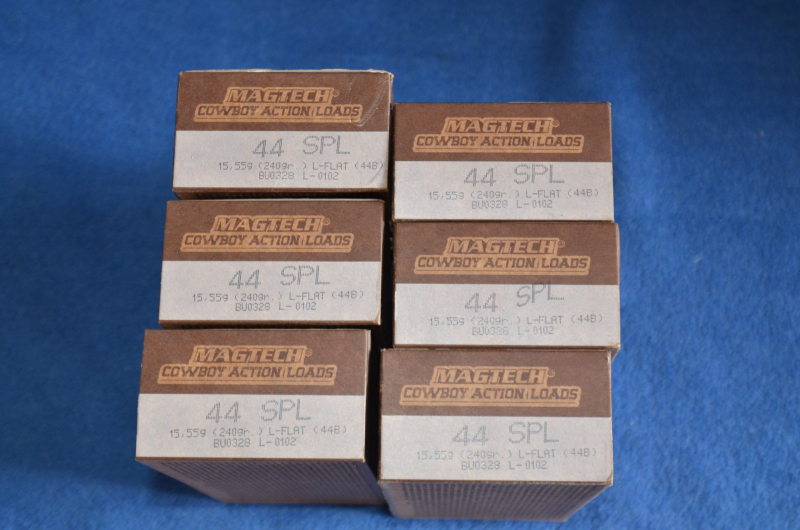 MAGTECH®
COWBOY ACTION LOADS
44 SPL
15,55g (240gr.) L-FLAT (44B)
BU0328 L-0102
MAGTECH®
COWBOY ACTION LOADS
44 SPL
15,55g (240gr.) L-FLAT (44B)
BU0328 L-0102
MAGTECH®
COWBOY ACTION LOADS
44 SPL
15,55g (240gr.) L-FLAT (44B)
BU0328 L-0102
MAGTECH®
COWBOY ACTION LOADS
44 SPL
15,55g (240gr.) L-FLAT (44B)
BU0328 L-0102
MAGTECH®
COWBOY ACTION LOADS
44 SPL
15,55g (240gr.) L-FLAT (44B)
BU0328 L-0102
MAGTECH®
COWBOY ACTION LOADS
44 SPL
15,55g (240gr.) L-FLAT (44B)
BU0328 L-0102